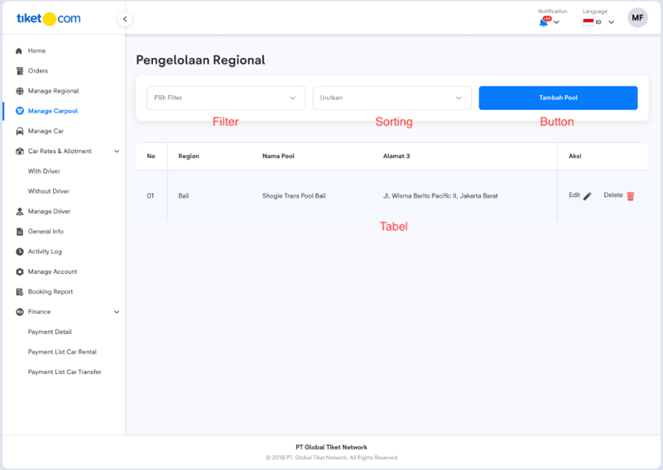 tiket.com
Notification
Language
ID
MF
Home
Orders
Manage Regional
Manage Carpool
Manage Car
Car Rates & Allotment
With Driver
Without Driver
Manage Driver
General Info
Activity Log
Manage Account
Booking Report
Finance
Payment Detail
Payment List Car Rental
Payment List Car Transfer
Pengelolaan Regional
Pilih Filter
Urutkan
Tambah Pool
Filter
Sorting
Button
No Region Nama Pool Alamat 3 Aksi
01 Bali Shogie Trans Pool Bali Jl. Wisma Barito Pacific II, Jakarta Barat Edit Delete
Tabel
PT Global Tiket Network
© 2018 PT. Global Tiket Network. All Rights Reserved